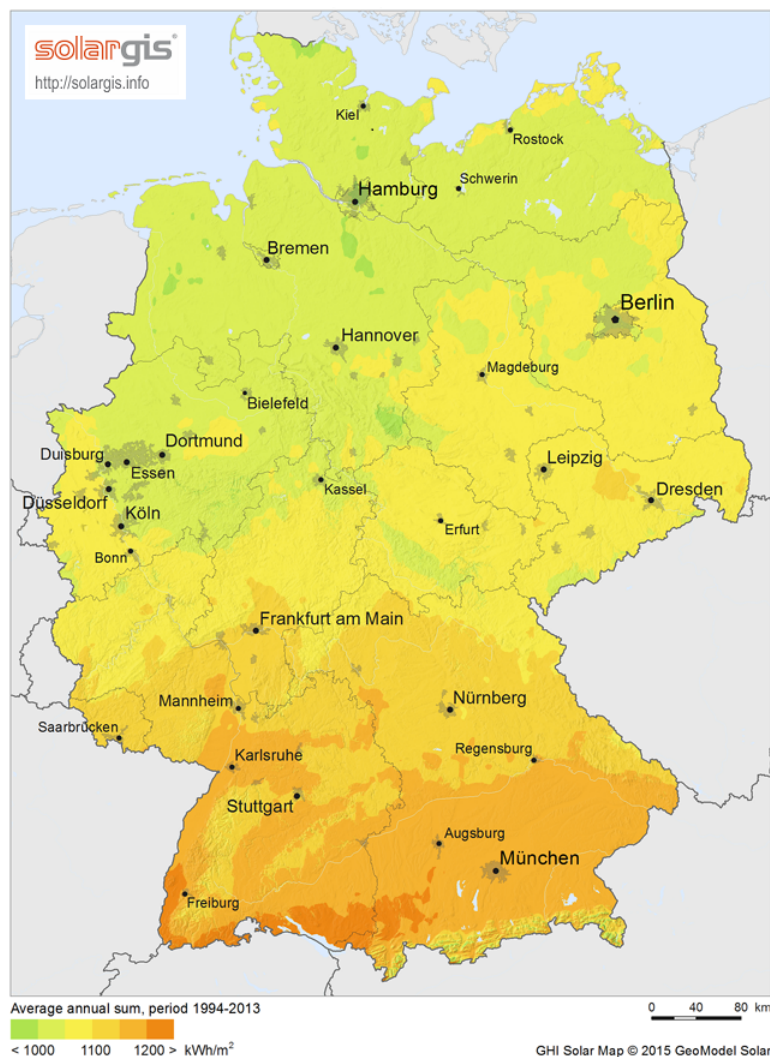 solargis
http://solargis.info
Kiel
Rostock
Schwerin
Hamburg
Bremen
Berlin
Hannover
Magdeburg
Bielefeld
Dortmund
Duisburg
Essen
Leipzig
Kassel
Dresden
Düsseldorf
Köln
Erfurt
Bonn
Frankfurt am Main
Mannheim
Nürnberg
Saarbrücken
Regensburg
Karlsruhe
Stuttgart
Augsburg
München
Freiburg
Average annual sum, period 1994-2013
0 40 80 km
< 1000 1100 1200 > kWh/m²
GHI Solar Map © 2015 GeoModel Solar